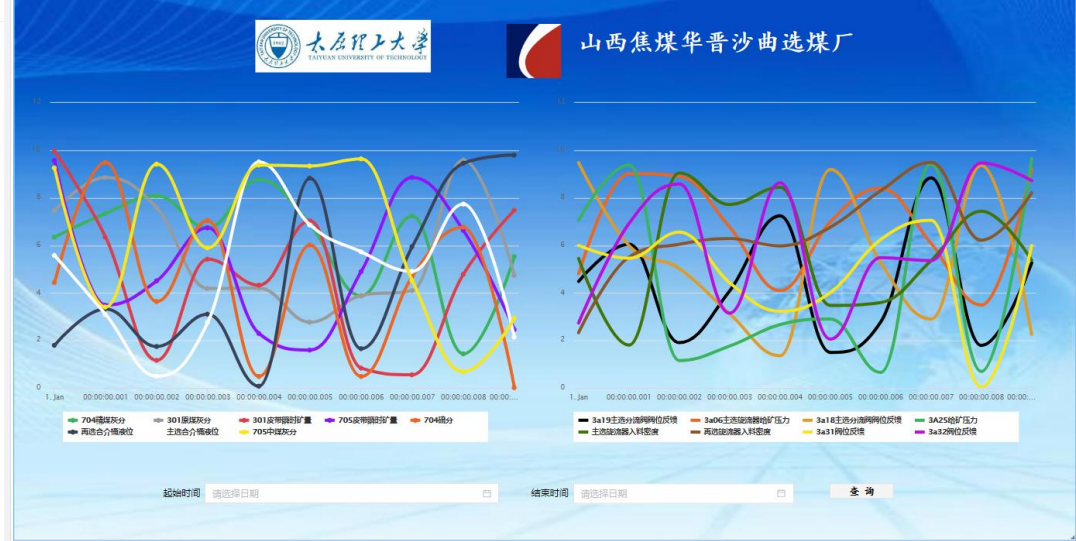 太原理工大学
TAIYUAN UNIVERSITY OF TECHNOLOGY
山西焦煤华晋沙曲选煤厂
12
10
8
6
4
2
0
1. Jan 00:00:00.001 00:00:00.002 00:00:00.003 00:00:00.004 00:00:00.005 00:00:00.006 00:00:00.007 00:00:00.008 00:00:...
704精煤灰分 301原煤灰分 301皮带瞬时矿量 705皮带瞬时矿量 704硫分
再选合介桶液位 主选合介桶液位 705中煤灰分
12
10
8
6
4
2
0
1. Jan 00:00:00.001 00:00:00.002 00:00:00.003 00:00:00.004 00:00:00.005 00:00:00.006 00:00:00.007 00:00:00.008 00:00:...
3a19主选分流阀阀位反馈 3a06主选旋流器给矿压力 3a18主选分流阀阀位反馈 3A25给矿压力
主选旋流器入料密度 再选旋流器入料密度 3a31阀位反馈 3a32阀位反馈
起始时间 请选择日期 结束时间 请选择日期 查 询